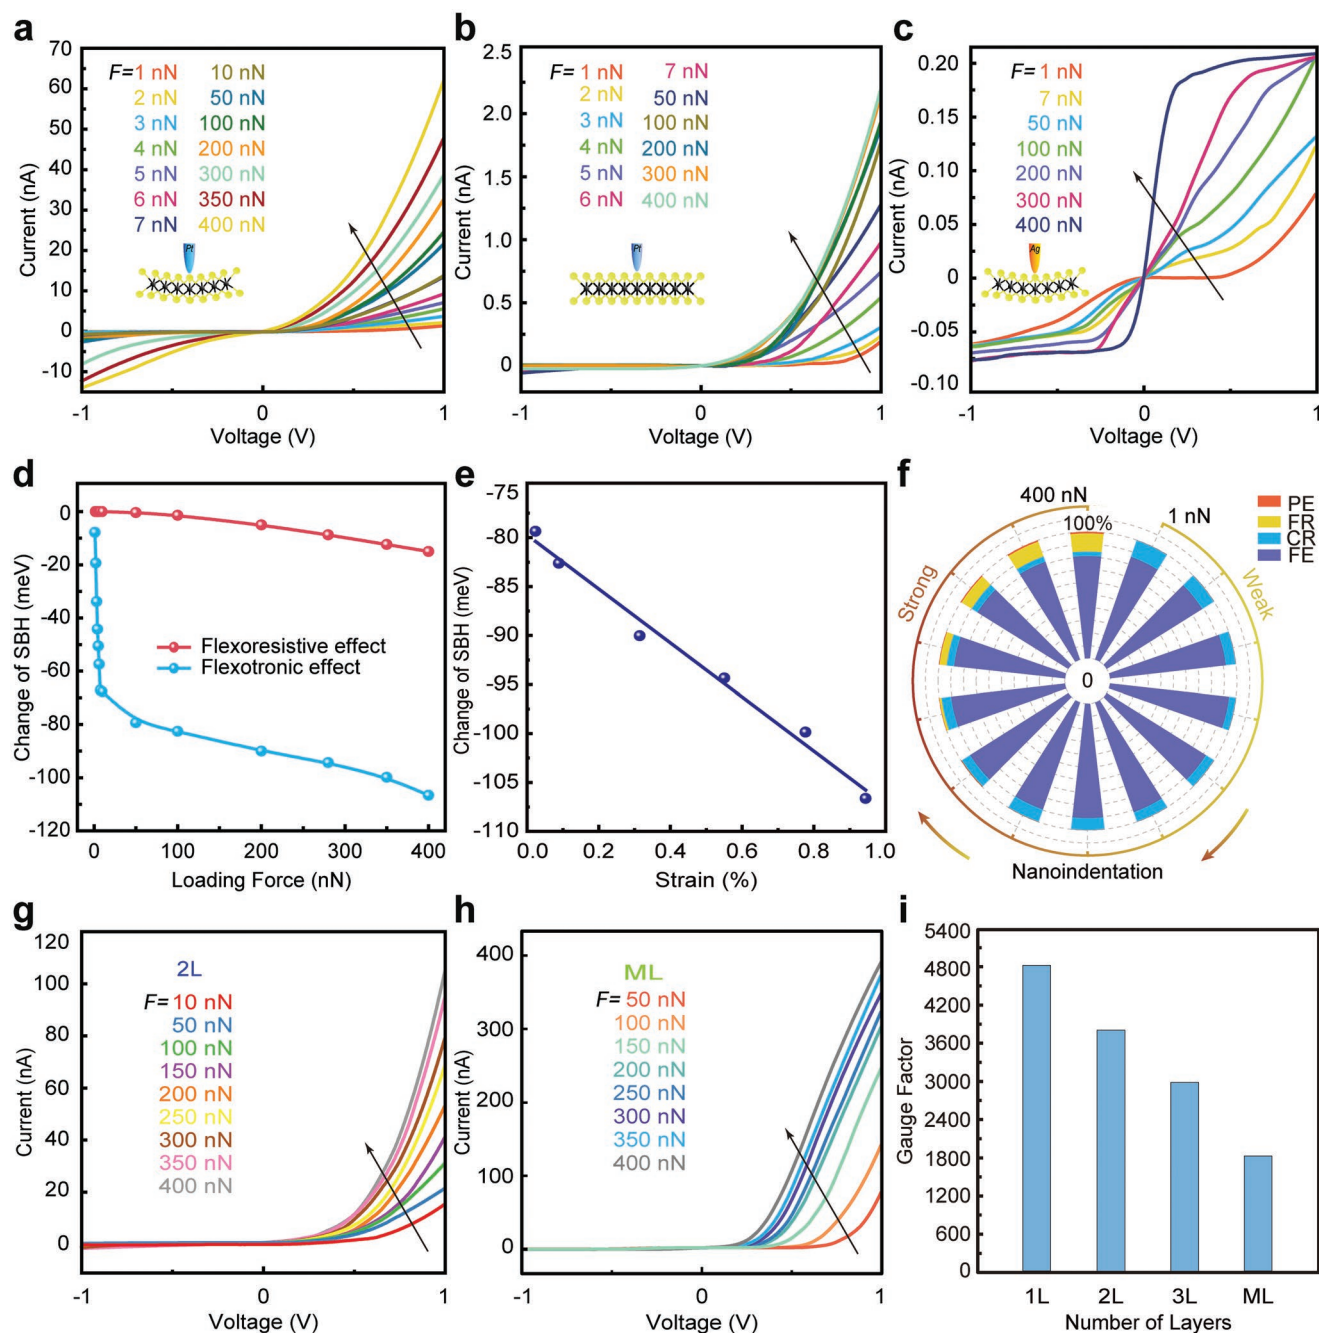 a
70
60
50
40
30
20
10
0
-10
Current (nA)
F= 1 nN 10 nN
2 nN 50 nN
3 nN 100 nN
4 nN 200 nN
5 nN 300 nN
6 nN 350 nN
7 nN 400 nN
Pt
-1 0 1
Voltage (V)
b
2.5
2.0
1.5
1.0
0.5
0
Current (nA)
F= 1 nN 7 nN
2 nN 50 nN
3 nN 100 nN
4 nN 200 nN
5 nN 300 nN
6 nN 400 nN
Pt
-1 0 1
Voltage (V)
c
0.20
0.15
0.10
0.05
0
-0.05
-0.10
Current (nA)
F= 1 nN
7 nN
50 nN
100 nN
200 nN
300 nN
400 nN
Ag
-1 0 1
Voltage (V)
d
0
-20
-40
-60
-80
-100
-120
Change of SBH (meV)
Flexoresistive effect
Flexotronic effect
0 100 200 300 400
Loading Force (nN)
e
-75
-80
-85
-90
-95
-100
-105
-110
Change of SBH (meV)
0.0 0.2 0.4 0.6 0.8 1.0
Strain (%)
f
400 nN
100%
1 nN
PE
FR
CR
FE
Strong
Weak
0
Nanoindentation
g
120
100
80
60
40
20
0
Current (nA)
2L
F= 10 nN
50 nN
100 nN
150 nN
200 nN
250 nN
300 nN
350 nN
400 nN
-1 0 1
Voltage (V)
h
400
300
200
100
0
Current (nA)
ML
F= 50 nN
100 nN
150 nN
200 nN
250 nN
300 nN
350 nN
400 nN
-1 0 1
Voltage (V)
i
5400
4800
4200
3600
3000
2400
1800
1200
600
0
Gauge Factor
1L 2L 3L ML
Number of Layers